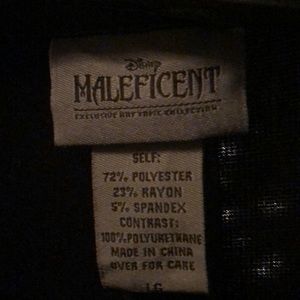 Disney
MALEFICENT
EXCLUSIVE HOT TOPIC COLLECTION
SELF:
72% POLYESTER
23% RAYON
5% SPANDEX
CONTRAST:
100%POLYURETHANE
MADE IN CHINA
OVER FOR CARE
LG